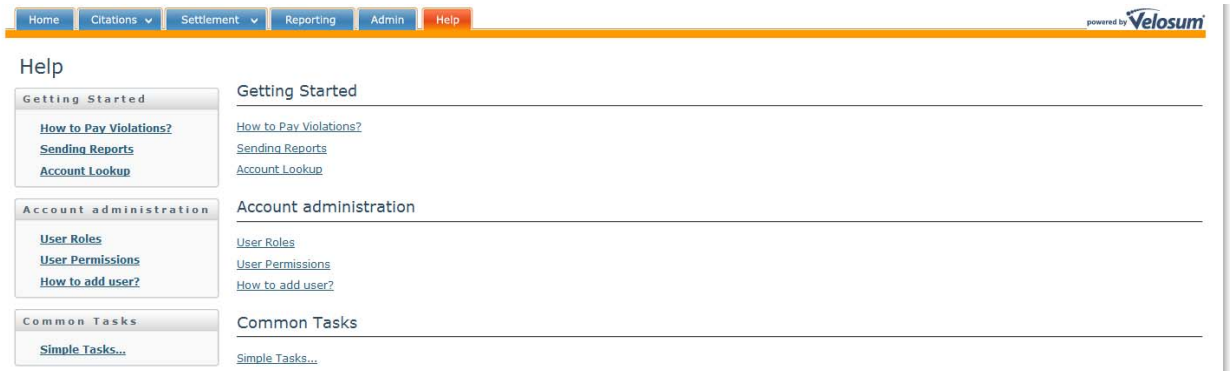 Home Citations Settlement Reporting Admin Help
powered by Velosum
Help
Getting Started
How to Pay Violations?
Sending Reports
Account Lookup
Account administration
User Roles
User Permissions
How to add user?
Common Tasks
Simple Tasks...
Getting Started
How to Pay Violations?
Sending Reports
Account Lookup
Account administration
User Roles
User Permissions
How to add user?
Common Tasks
Simple Tasks...